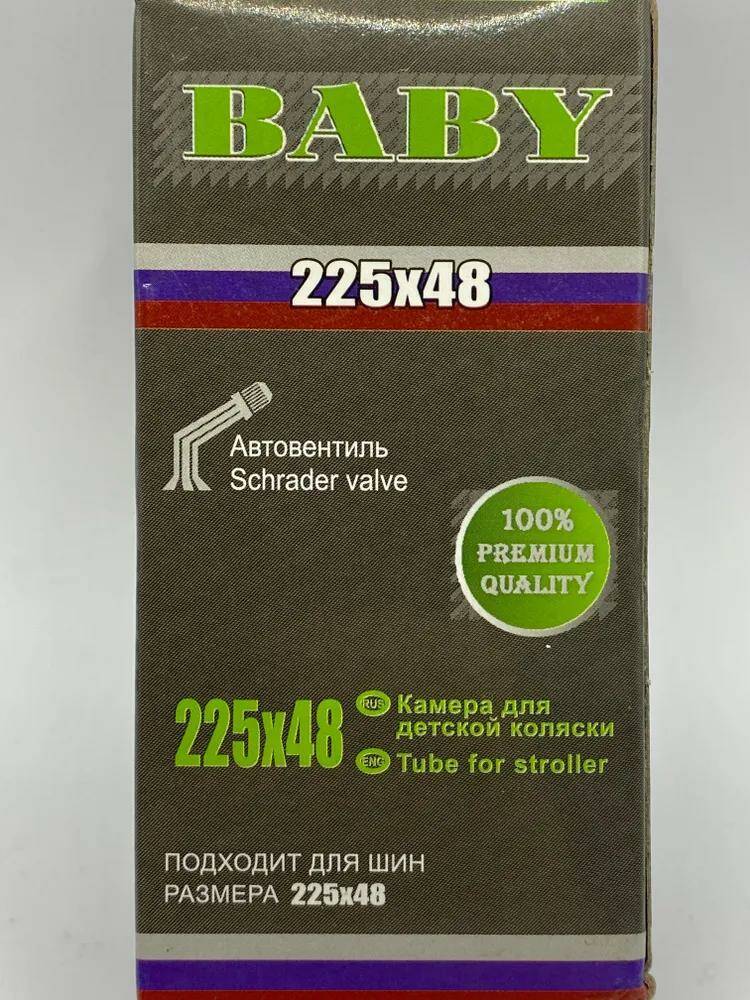 BABY
225x48
Автовентиль
Schrader valve
100%
PREMIUM
QUALITY
225x48
RUS Камера для
детской коляски
ENG Tube for stroller
ПОДХОДИТ ДЛЯ ШИН
РАЗМЕРА 225x48